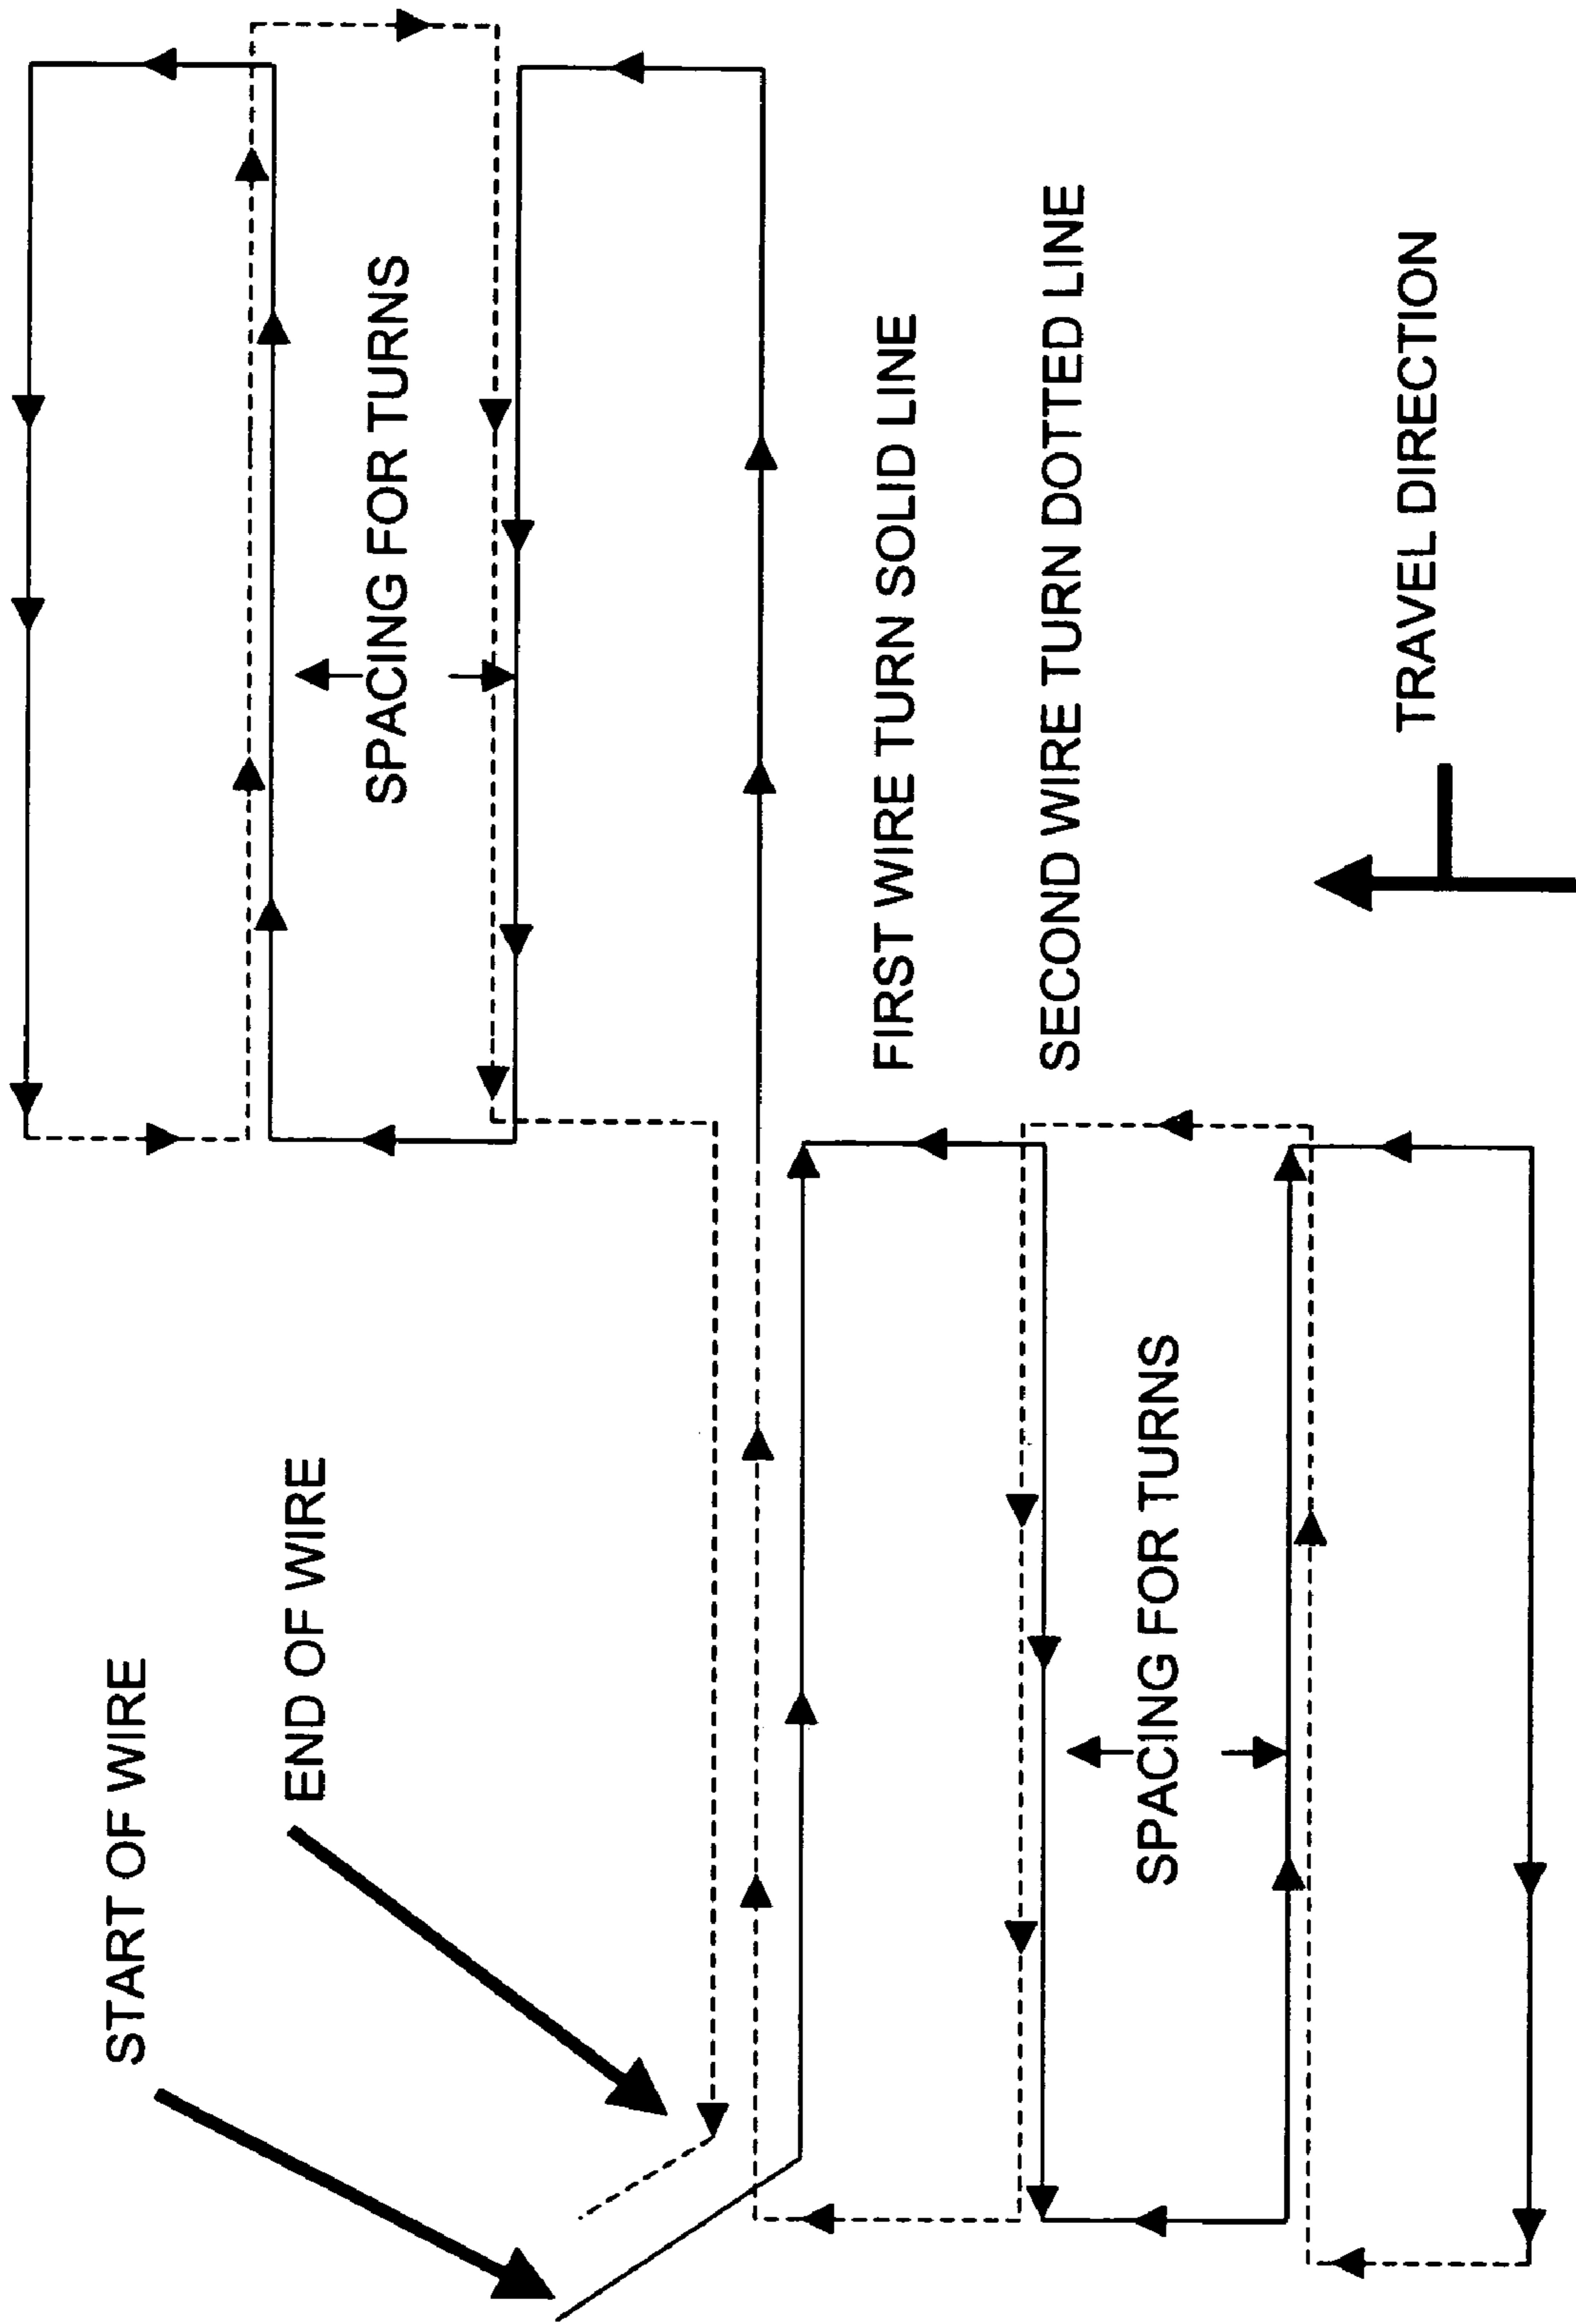 START OF WIRE
END OF WIRE
SPACING FOR TURNS
FIRST WIRE TURN SOLID LINE
SECOND WIRE TURN DOTTED LINE
SPACING FOR TURNS
TRAVEL DIRECTION